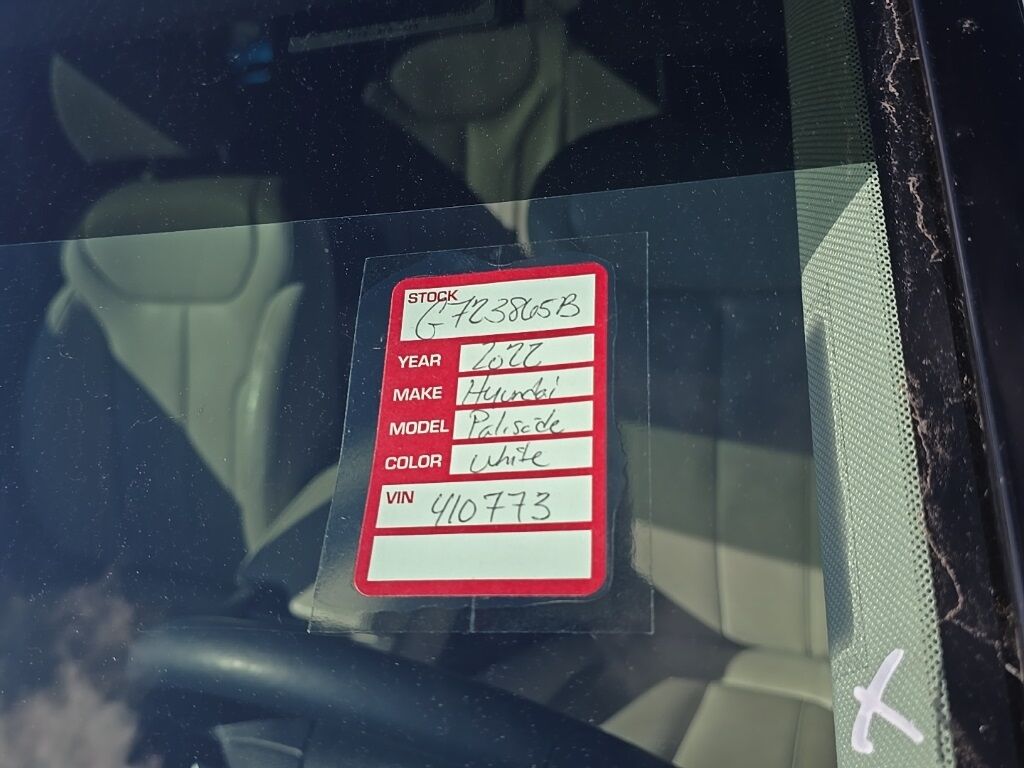 STOCK
G723865B
YEAR 2022
MAKE Hyundai
MODEL Palisade
COLOR White
VIN 410773
X